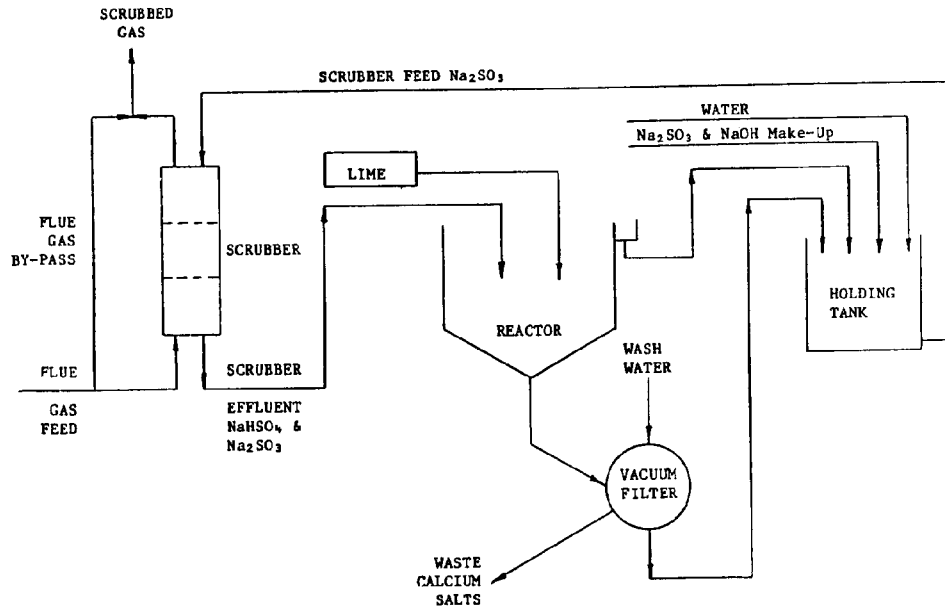 SCRUBBED
GAS
SCRUBBER FEED Na₂SO₃
WATER
Na₂SO₃ & NaOH Make-Up
LIME
FLUE
GAS
BY-PASS
SCRUBBER
HOLDING
TANK
REACTOR
FLUE
GAS
FEED
SCRUBBER
EFFLUENT
NaHSO₄ &
Na₂SO₃
WASH
WATER
VACUUM
FILTER
WASTE
CALCIUM
SALTS